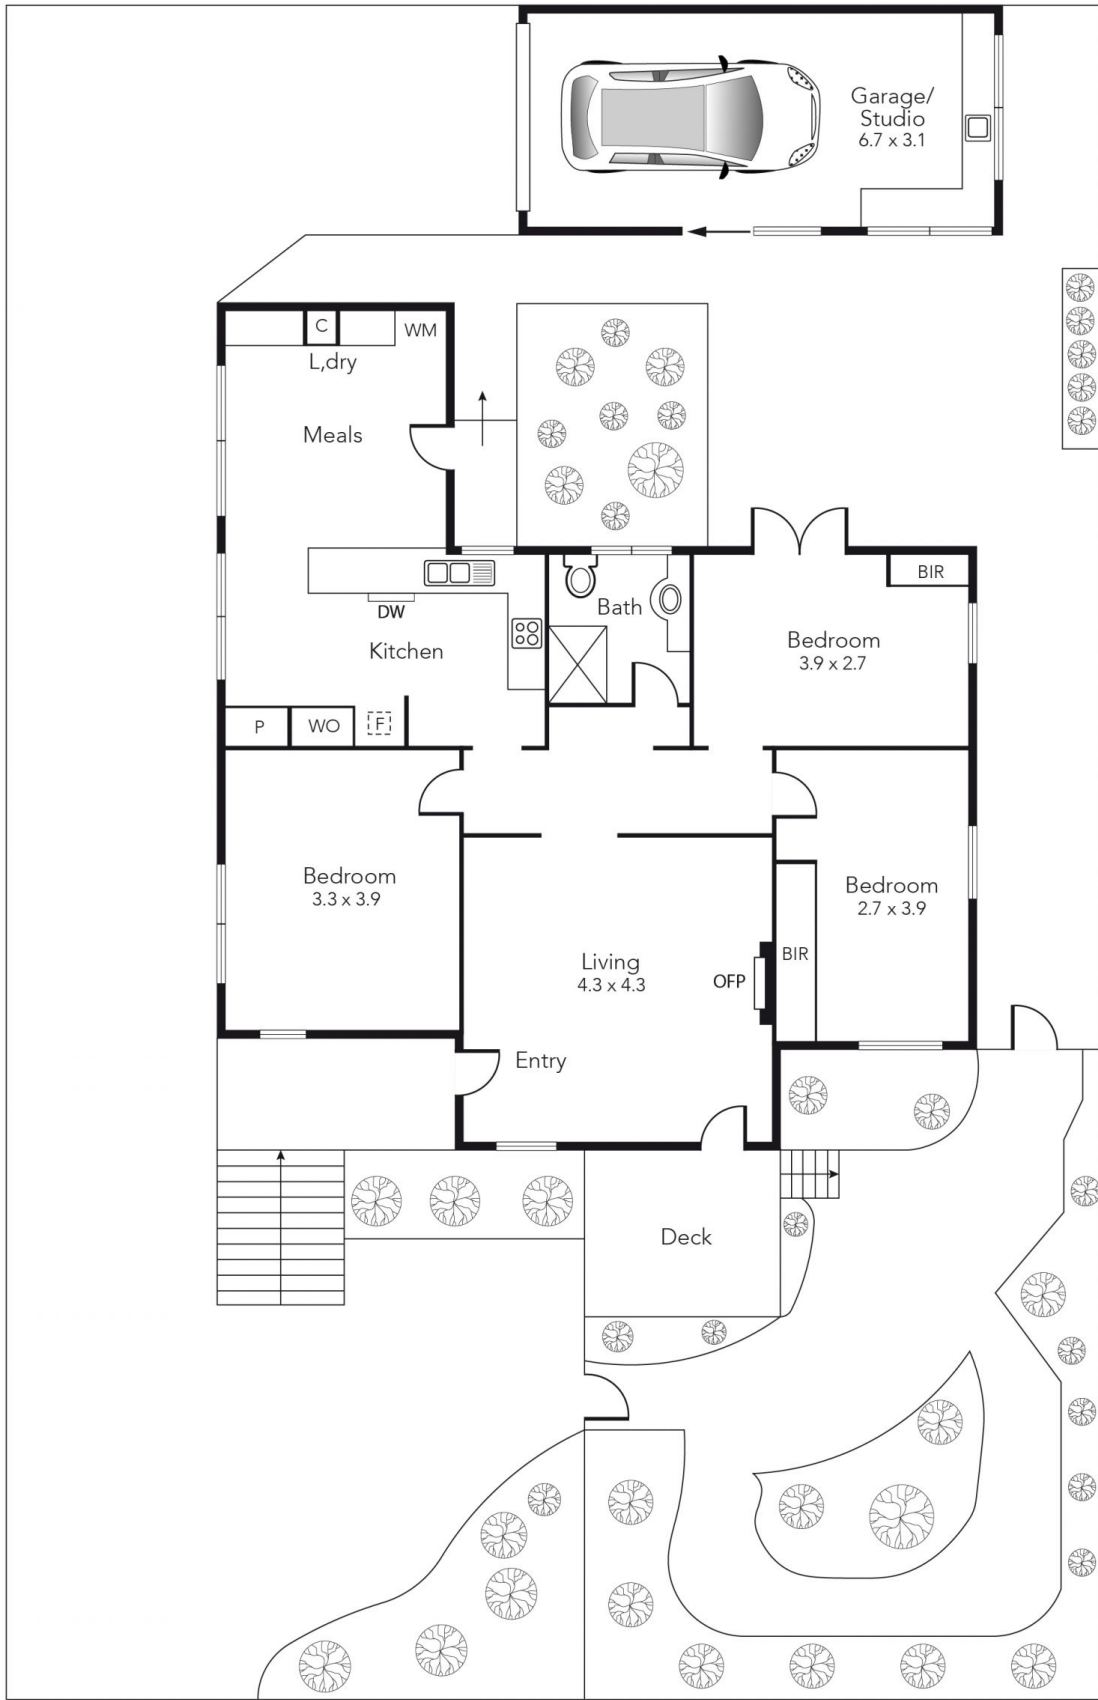 Garage/
Studio
6.7 x 3.1
C
WM
L,dry
Meals
BIR
DW
Bath
Kitchen
Bedroom
3.9 x 2.7
P
WO
F
Bedroom
3.3 x 3.9
Bedroom
2.7 x 3.9
Living
4.3 x 4.3
OFP
BIR
Entry
Deck